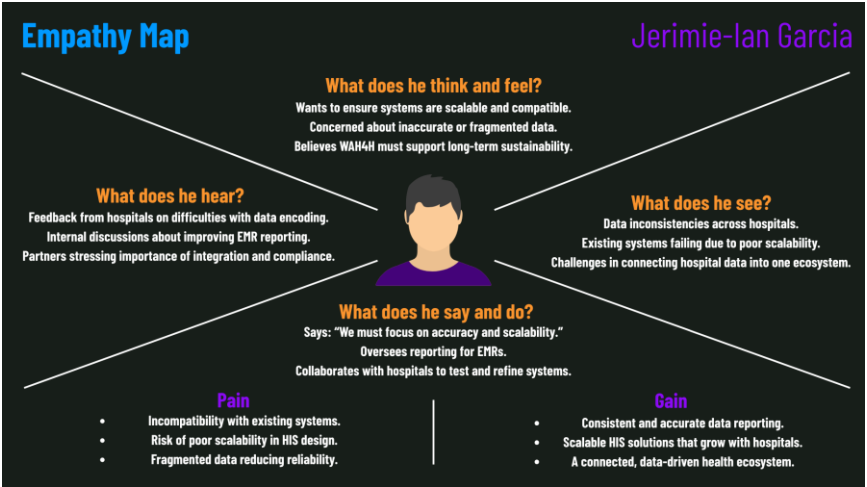 Empathy Map
Jerimie-Ian Garcia
What does he think and feel?
Wants to ensure systems are scalable and compatible.
Concerned about inaccurate or fragmented data.
Believes WAH4H must support long-term sustainability.
What does he hear?
Feedback from hospitals on difficulties with data encoding.
Internal discussions about improving EMR reporting.
Partners stressing importance of integration and compliance.
What does he see?
Data inconsistencies across hospitals.
Existing systems failing due to poor scalability.
Challenges in connecting hospital data into one ecosystem.
What does he say and do?
Says: “We must focus on accuracy and scalability.”
Oversees reporting for EMRs.
Collaborates with hospitals to test and refine systems.
Pain
• Incompatibility with existing systems.
• Risk of poor scalability in HIS design.
• Fragmented data reducing reliability.
Gain
• Consistent and accurate data reporting.
• Scalable HIS solutions that grow with hospitals.
• A connected, data-driven health ecosystem.